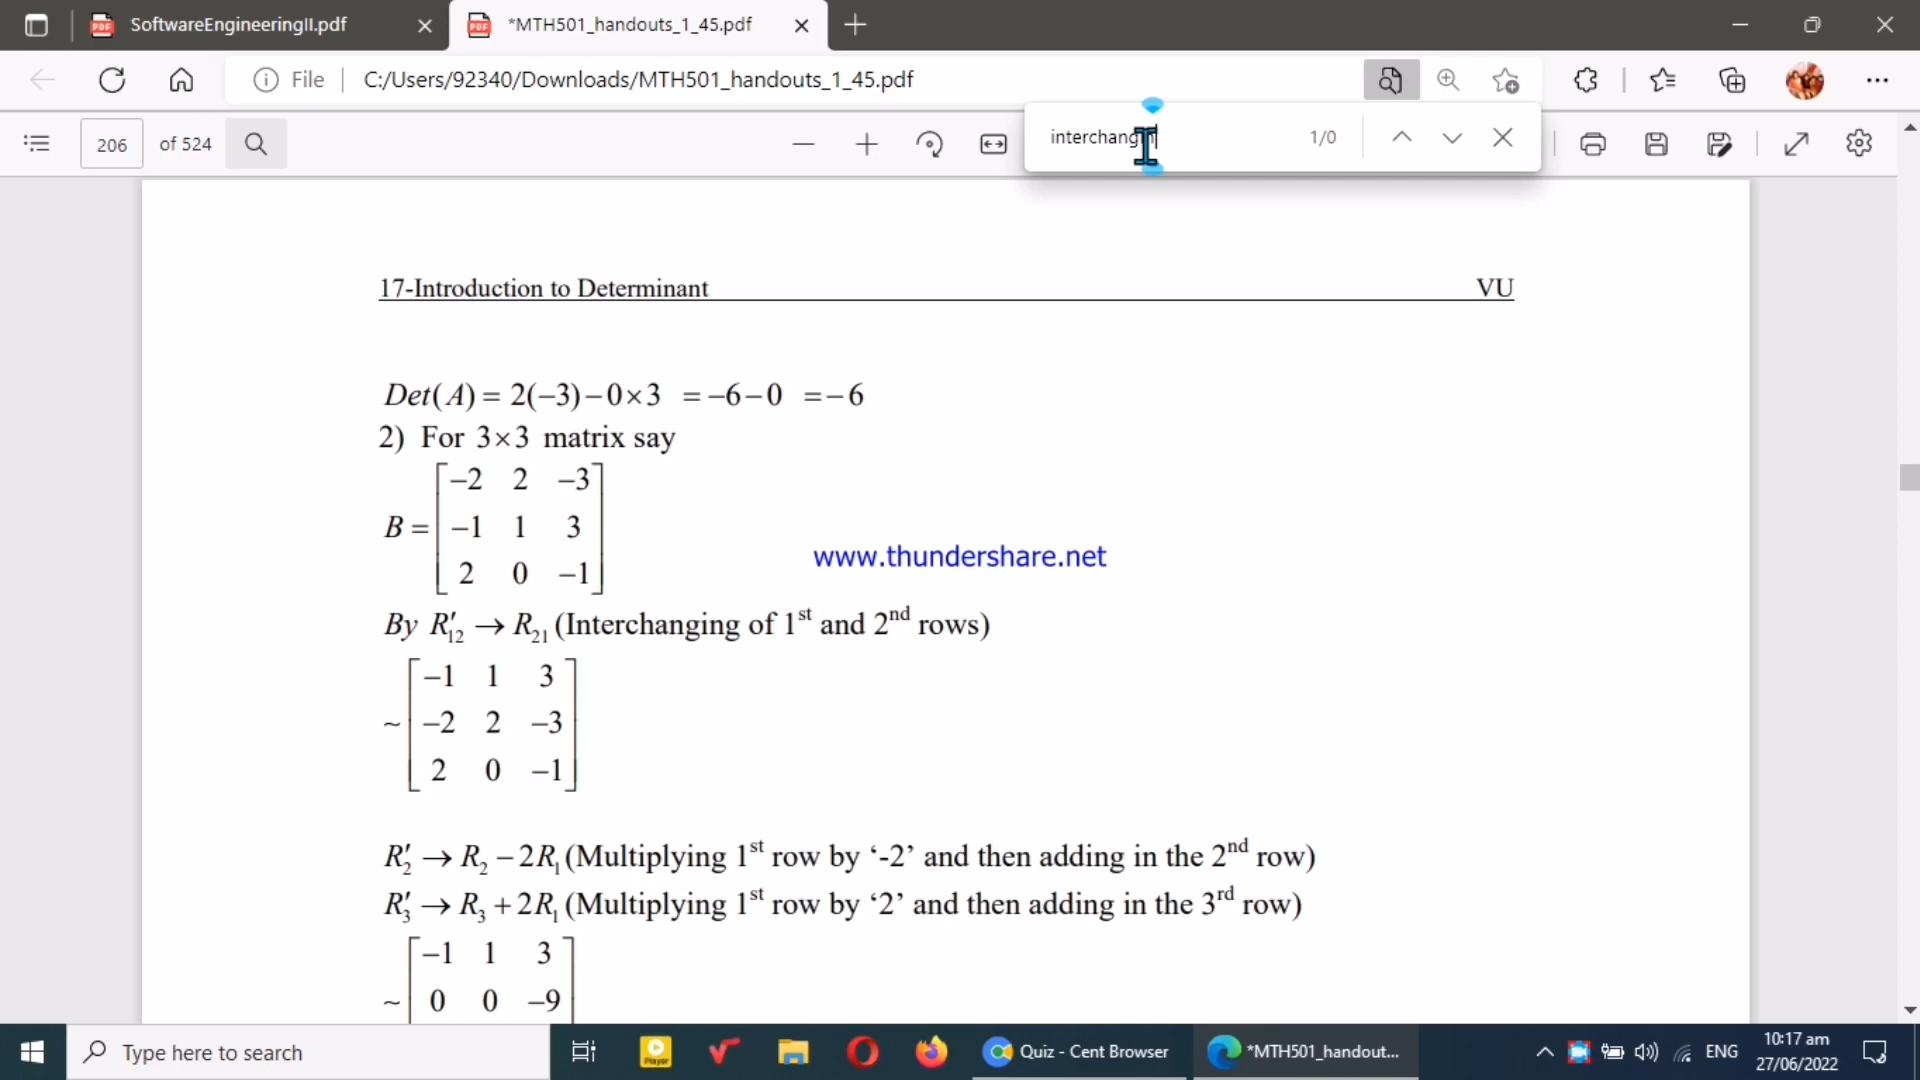 SoftwareEngineeringII.pdf
*MTH501_handouts_1_45.pdf
File
C:/Users/92340/Downloads/MTH501_handouts_1_45.pdf
206 of 524
1/0
17-Introduction to Determinant VU
Det(A) = 2(−3)−0×3 = −6−0 = −6
2) For 3×3 matrix say
−2 2 −3
B = −1 1 3
2 0 −1
www.thundershare.net
By R′12 → R21 (Interchanging of 1st and 2nd rows)
−1 1 3
~ −2 2 −3
2 0 −1
R′2 → R2 − 2R1 (Multiplying 1st row by ‘-2’ and then adding in the 2nd row)
R′3 → R3 + 2R1 (Multiplying 1st row by ‘2’ and then adding in the 3rd row)
−1 1 3
~ 0 0 −9
Type here to search
Player
Quiz - Cent Browser
*MTH501_handout...
ENG
10:17 am
27/06/2022